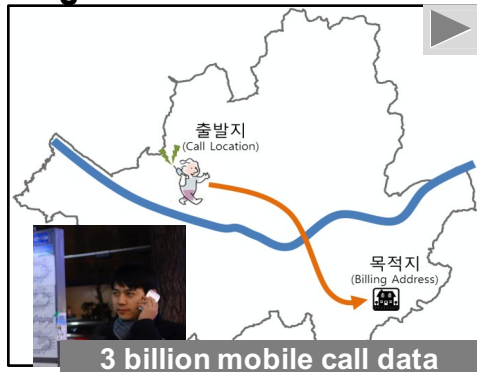 출발지
(Call Location)
목적지
(Billing Address)
3 billion mobile call data